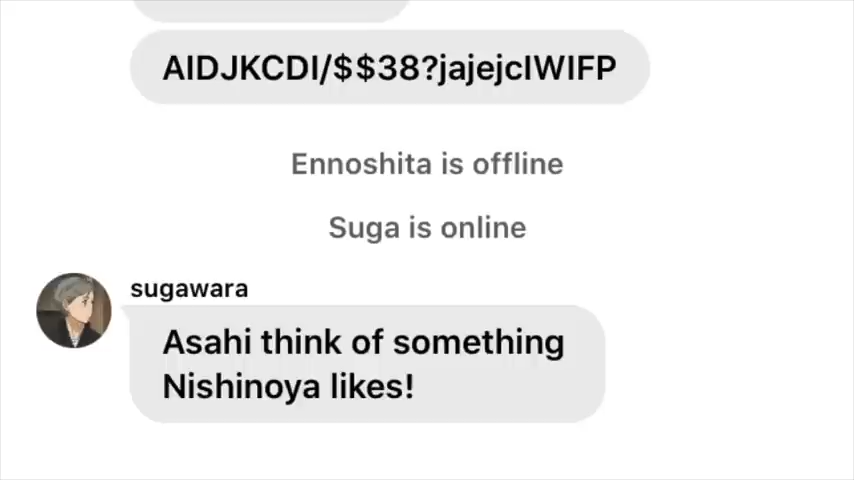 AIDJKCDI/$$38?jajejcIWIFP
Ennoshita is offline
Suga is online
sugawara
Asahi think of something
Nishinoya likes!